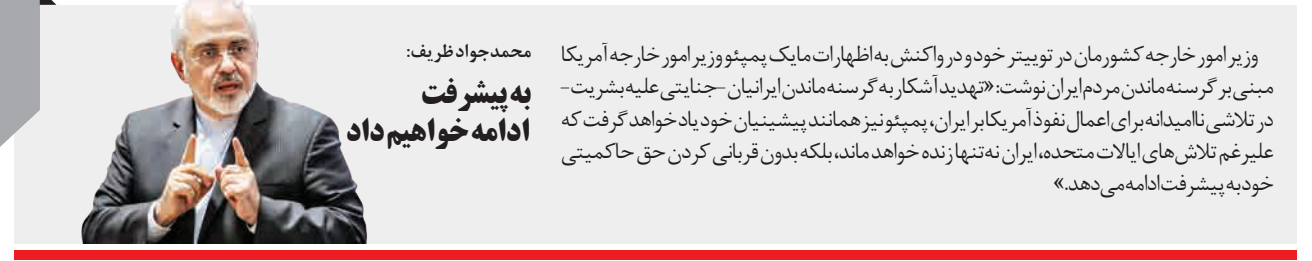 محمدجواد ظریف:
به پیشرفت
ادامه خواهیم داد
وزیر امور خارجه کشورمان در توییتر خود و در واکنش به اظهارات مایک پمپئو وزیر امور خارجه آمریکا
مبنی بر گرسنه ماندن مردم ایران نوشت: «تهدید آشکار به گرسنه ماندن ایرانیان -جنایتی علیه بشریت-
در تلاشی ناامیدانه برای اعمال نفوذ آمریکا بر ایران، پمپئو نیز همانند پیشینیان خود یاد خواهد گرفت که
علیرغم تلاش‌های ایالات متحده، ایران نه‌تنها زنده خواهد ماند، بلکه بدون قربانی کردن حق حاکمیتی
خود به پیشرفت ادامه می‌دهد.»